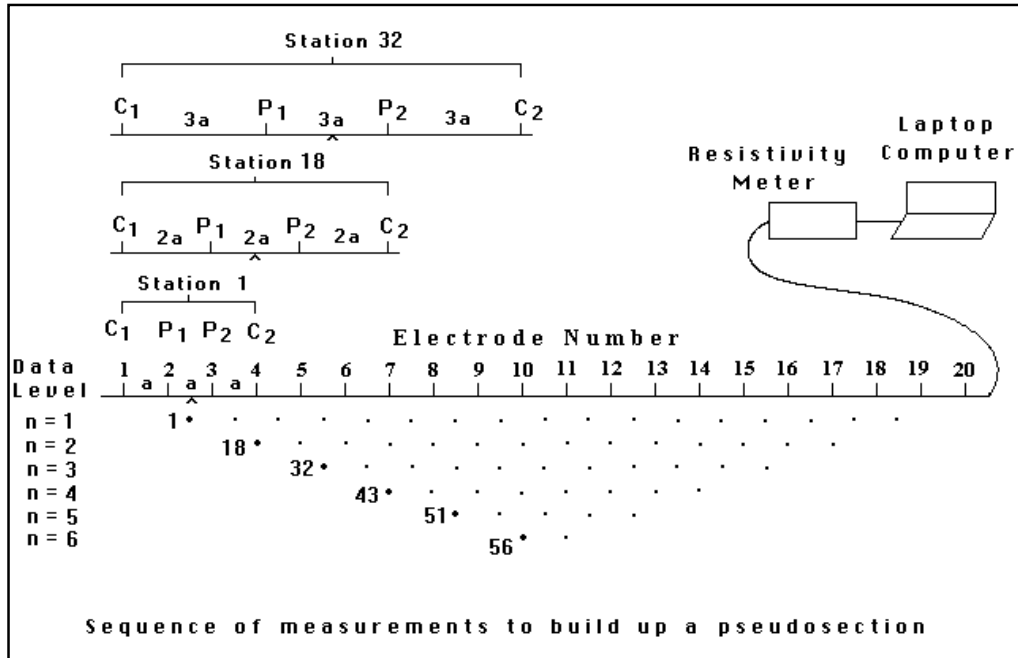 Station 32
C1 P1 P2 C2
3a 3a 3a
Station 18
C1 P1 P2 C2
2a 2a 2a
Station 1
C1 P1 P2 C2
Resistivity Meter
Laptop Computer
Electrode Number
Data Level
1 2 3 4 5 6 7 8 9 10 11 12 13 14 15 16 17 18 19 20
a a a
n = 1
1
n = 2
18
n = 3
32
n = 4
43
n = 5
51
n = 6
56
Sequence of measurements to build up a pseudosection